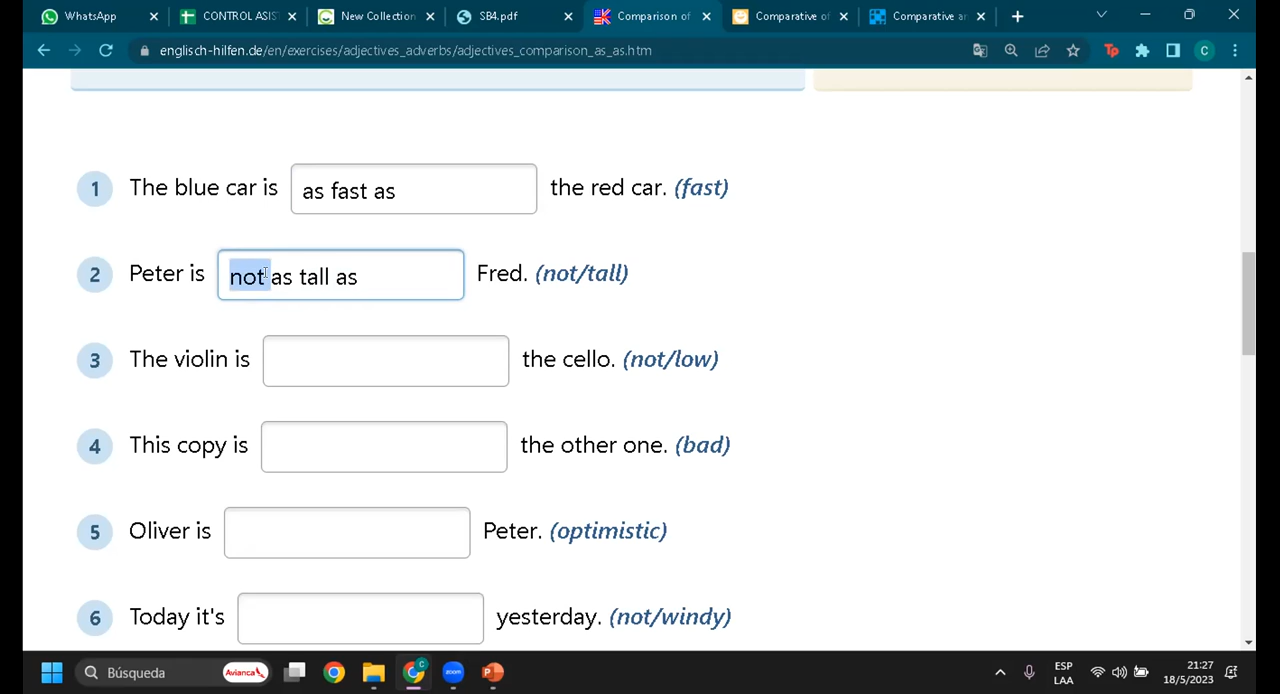 WhatsApp
CONTROL ASIS
New Collection
SB4.pdf
Comparison of
Comparative of
Comparative a
englisch-hilfen.de/en/exercises/adjectives_adverbs/adjectives_comparison_as_as.htm
Tp
C
1 The blue car is as fast as the red car. (fast)
2 Peter is not as tall as Fred. (not/tall)
3 The violin is the cello. (not/low)
4 This copy is the other one. (bad)
5 Oliver is Peter. (optimistic)
6 Today it's yesterday. (not/windy)
Búsqueda
Avianca
C
zoom
P
ESP
LAA
21:27
18/5/2023